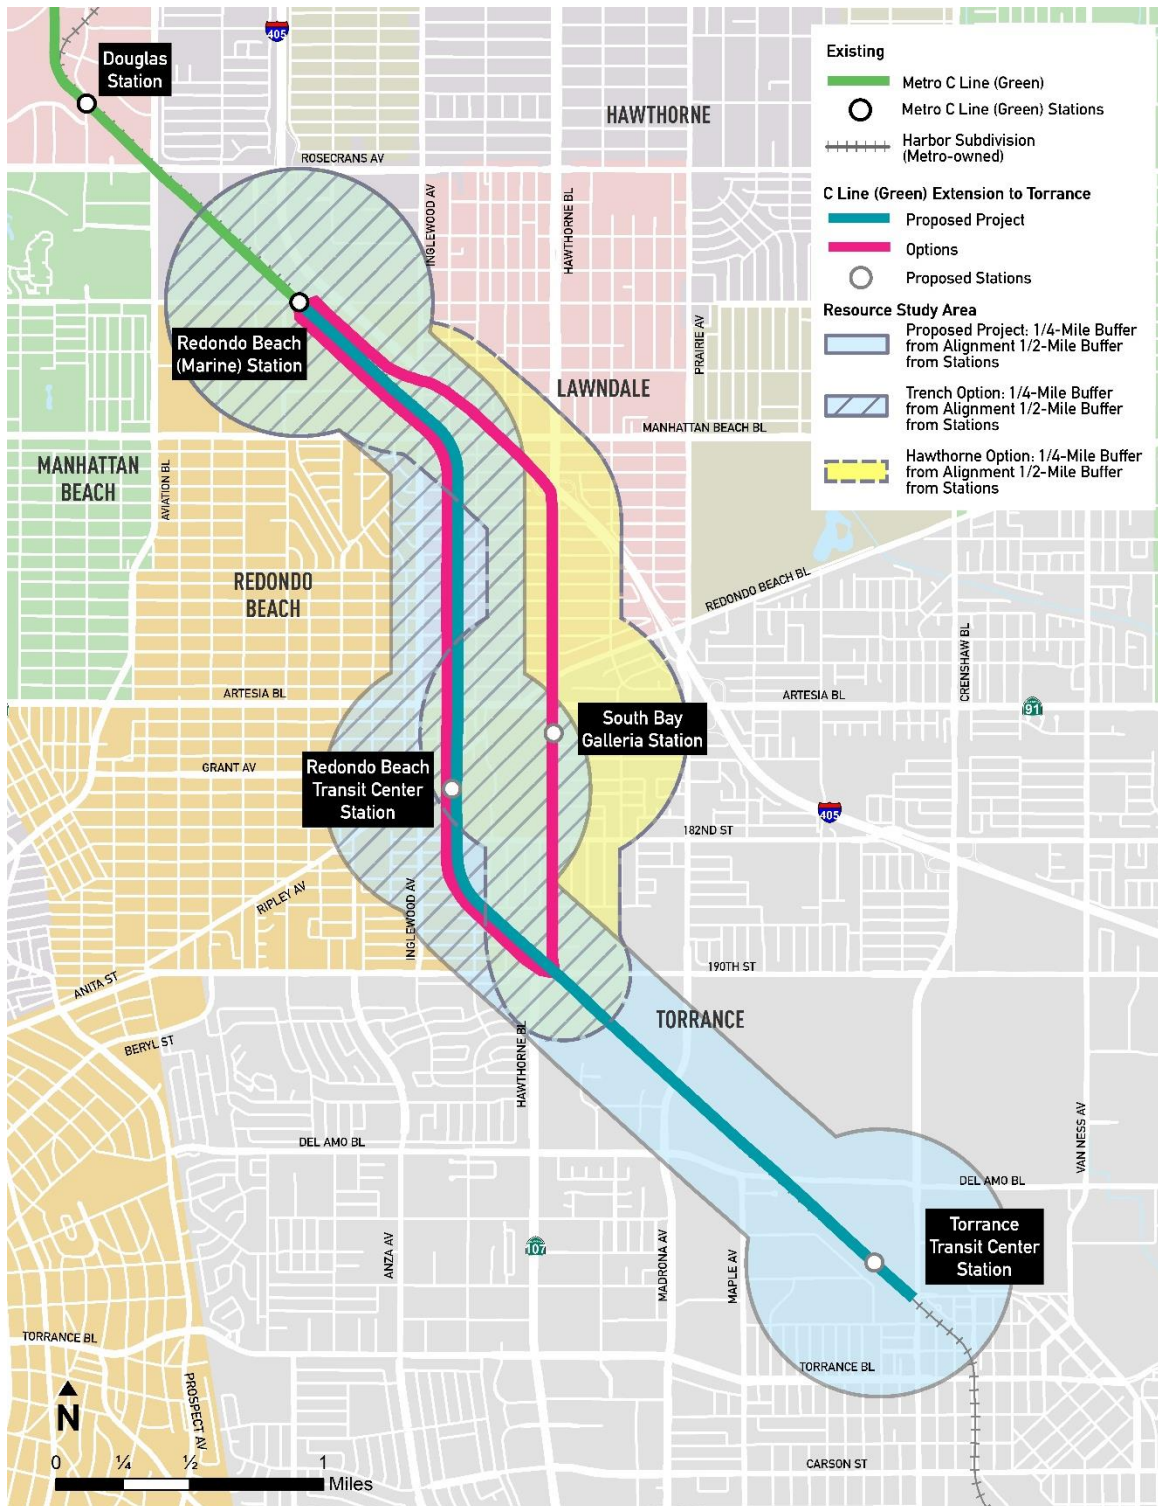 405
Douglas
Station
HAWTHORNE
ROSECRANS AV
INGLEWOOD AV
HAWTHORNE BL
Existing
Metro C Line (Green)
Metro C Line (Green) Stations
Harbor Subdivision
(Metro-owned)
C Line (Green) Extension to Torrance
Proposed Project
Options
Proposed Stations
Resource Study Area
Proposed Project: 1/4-Mile Buffer
from Alignment 1/2-Mile Buffer
from Stations
Trench Option: 1/4-Mile Buffer
from Alignment 1/2-Mile Buffer
from Stations
Hawthorne Option: 1/4-Mile Buffer
from Alignment 1/2-Mile Buffer
from Stations
Redondo Beach
(Marine) Station
PRAIRIE AV
LAWNDALE
MANHATTAN BEACH BL
MANHATTAN
BEACH
AVIATION BL
REDONDO
BEACH
REDONDO BEACH BL
CRENSHAW BL
ARTESIA BL
ARTESIA BL
91
South Bay
Galleria Station
GRANT AV
Redondo Beach
Transit Center
Station
405
182ND ST
RIPLEY AV
INGLEWOOD AV
190TH ST
ANITA ST
TORRANCE
BERYL ST
HAWTHORNE BL
DEL AMO BL
VAN NESS AV
DEL AMO BL
Torrance
Transit Center
Station
ANZA AV
107
MADRONA AV
MAPLE AV
TORRANCE BL
TORRANCE BL
PROSPECT AV
N
CARSON ST
0 ¼ ½ 1
Miles